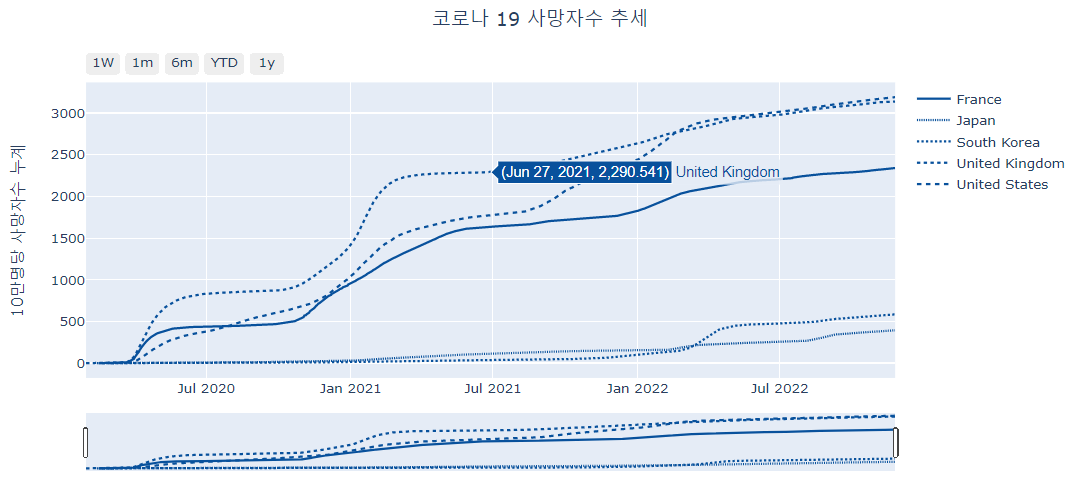 코로나 19 사망자수 추세
1W 1m 6m YTD 1y
10만명당 사망자수 누계
3000
2500
2000
1500
1000
500
0
(Jun 27, 2021, 2,290.541) United Kingdom
Jul 2020 Jan 2021 Jul 2021 Jan 2022 Jul 2022
France
Japan
South Korea
United Kingdom
United States